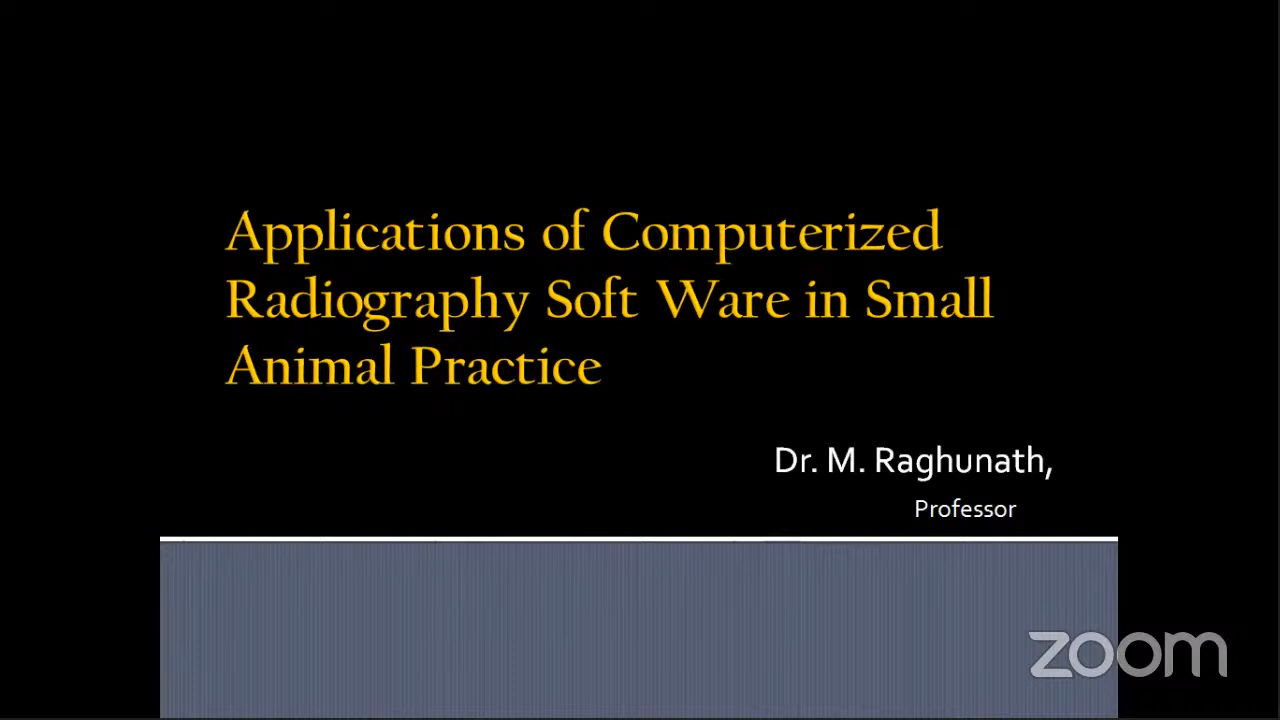 Applications of Computerized
Radiography Soft Ware in Small
Animal Practice
Dr. M. Raghunath,
Professor
zoom